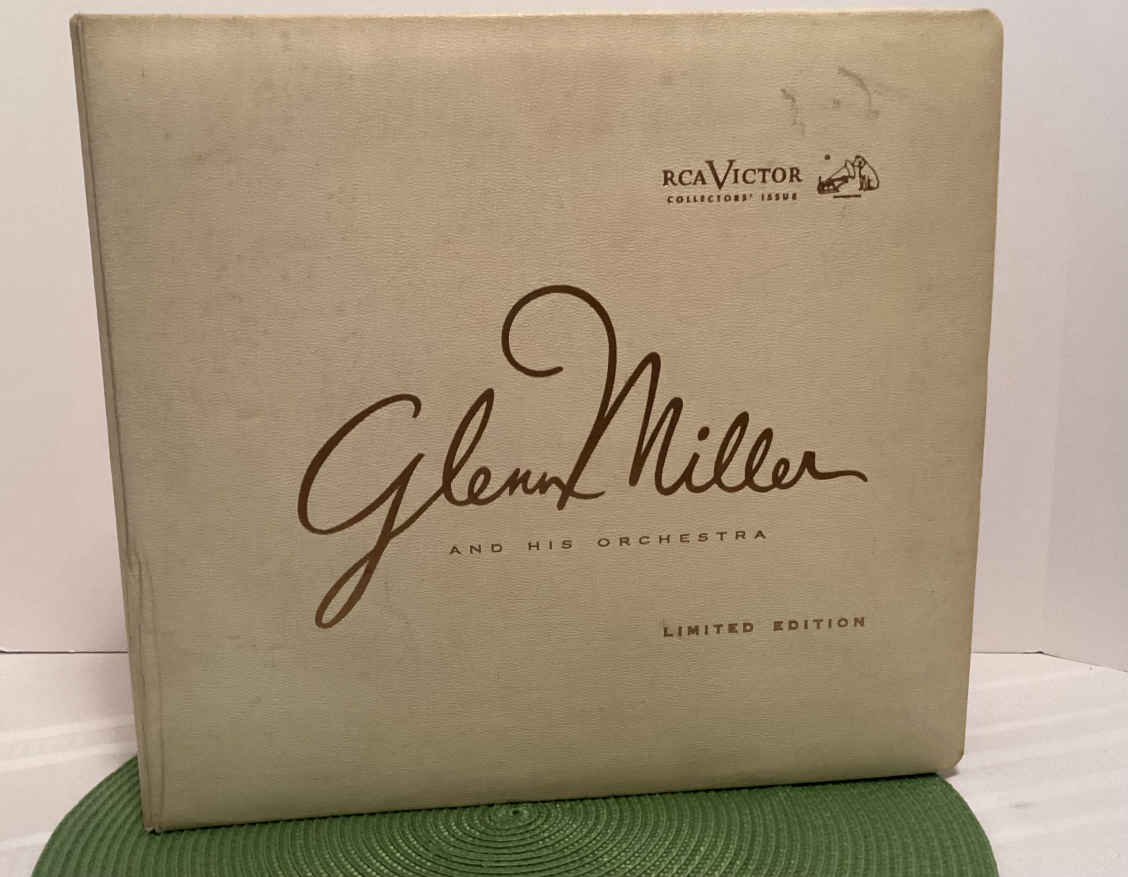 RCA VICTOR
COLLECTORS' ISSUE
Glenn Miller
AND HIS ORCHESTRA
LIMITED EDITION